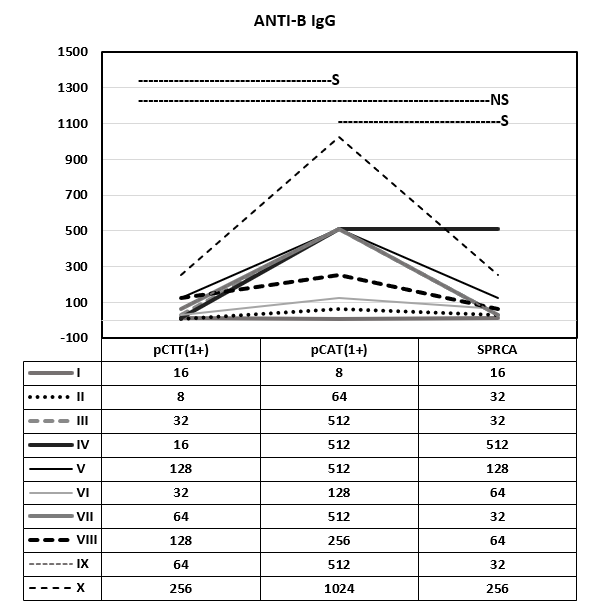 ANTI-B IgG
1500
1300
S
NS
1100
S
900
700
500
300
100
-100
pCTT(1+) pCAT(1+) SPRCA
I 16 8 16
II 8 64 32
III 32 512 32
IV 16 512 512
V 128 512 128
VI 32 128 64
VII 64 512 32
VIII 128 256 64
IX 64 512 32
X 256 1024 256